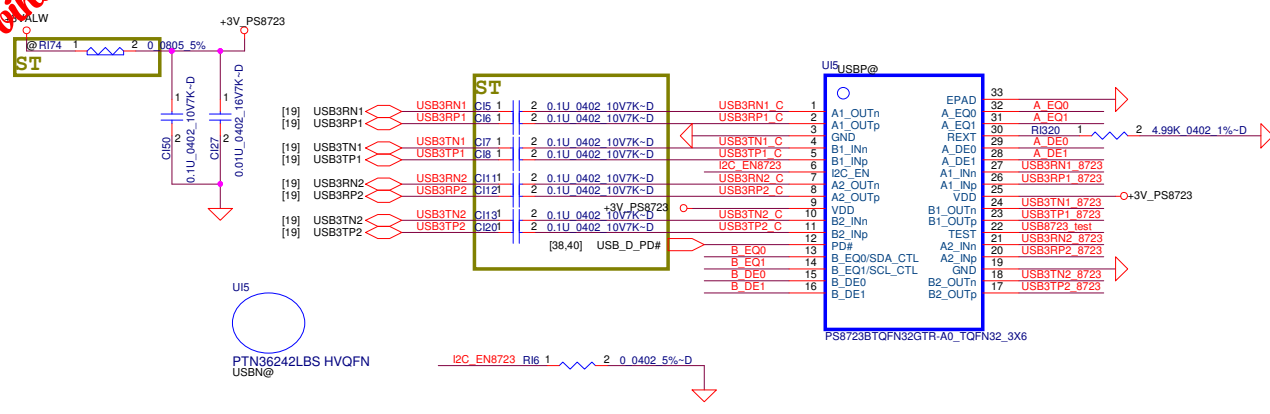 +3V_PS8723
@ RI74 1 2 0_0805_5%
ST
1 2 CI50 0.1U_0402_10V7K~D
1 2 CI27 0.01U_0402_16V7K~D
ST
[19] USB3RN1 USB3RN1 CI5 1 2 0.1U_0402_10V7K~D USB3RN1_C
[19] USB3RP1 USB3RP1 CI6 1 2 0.1U_0402_10V7K~D USB3RP1_C
[19] USB3TN1 USB3TN1 CI7 1 2 0.1U_0402_10V7K~D USB3TN1_C
[19] USB3TP1 USB3TP1 CI8 1 2 0.1U_0402_10V7K~D USB3TP1_C
I2C_EN8723
[19] USB3RN2 USB3RN2 CI11 1 2 0.1U_0402_10V7K~D USB3RN2_C
[19] USB3RP2 USB3RP2 CI12 1 2 0.1U_0402_10V7K~D USB3RP2_C
+3V_PS8723
[19] USB3TN2 USB3TN2 CI13 1 2 0.1U_0402_10V7K~D USB3TN2_C
[19] USB3TP2 USB3TP2 CI20 1 2 0.1U_0402_10V7K~D USB3TP2_C
[38,40] USB_D_PD#
B_EQ0
B_EQ1
B_DE0
B_DE1
UI5
USBP@
1 A1_OUTn
2 A1_OUTp
3 GND
4 B1_INn
5 B1_INp
6 I2C_EN
7 A2_OUTn
8 A2_OUTp
9 VDD
10 B2_INn
11 B2_INp
12 PD#
13 B_EQ0/SDA_CTL
14 B_EQ1/SCL_CTL
15 B_DE0
16 B_DE1
EPAD 33
A_EQ0 32 A_EQ0
A_EQ1 31 A_EQ1
REXT 30 RI320 1 2 4.99K_0402_1%~D
A_DE0 29 A_DE0
A_DE1 28 A_DE1
A1_INn 27 USB3RN1_8723
A1_INp 26 USB3RP1_8723
VDD 25 +3V_PS8723
B1_OUTn 24 USB3TN1_8723
B1_OUTp 23 USB3TP1_8723
TEST 22 USB8723_test
A2_INn 21 USB3RN2_8723
A2_INp 20 USB3RP2_8723
GND 19
B2_OUTn 18 USB3TN2_8723
B2_OUTp 17 USB3TP2_8723
PS8723BTQFN32GTR-A0_TQFN32_3X6
UI5
PTN36242LBS HVQFN
USBN@
I2C_EN8723 RI6 1 2 0_0402_5%~D